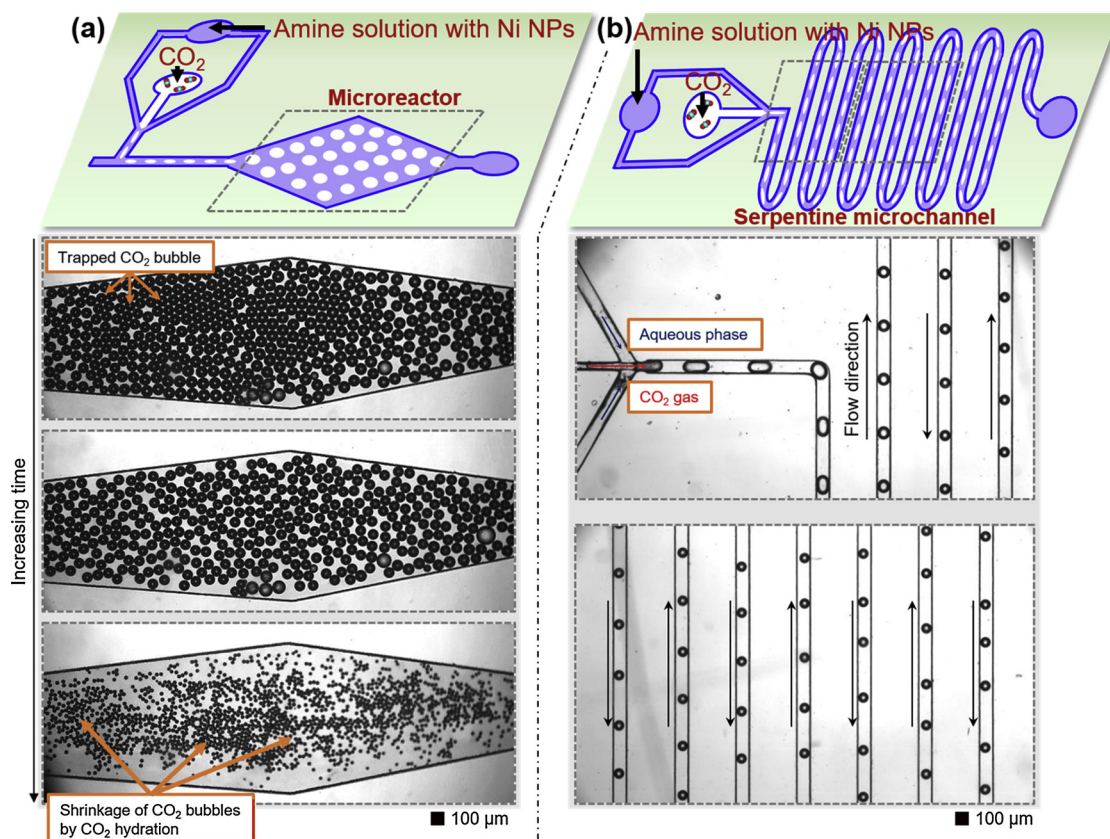 (a)
Amine solution with Ni NPs
CO₂
Microreactor
Increasing time
Trapped CO₂ bubble
Shrinkage of CO₂ bubbles
by CO₂ hydration
100 μm
(b)
Amine solution with Ni NPs
CO₂
Serpentine microchannel
Aqueous phase
CO₂ gas
Flow direction
100 μm